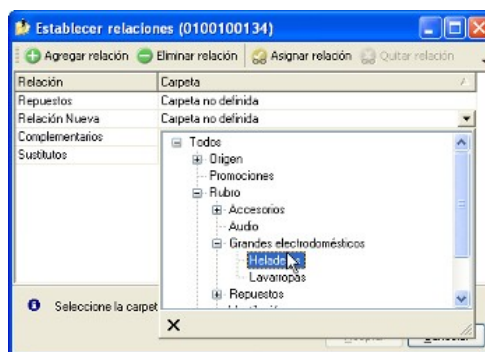 Establecer relaciones (0100100134)
Agregar relación Eliminar relación Asignar relación Quitar relación
Relación Carpeta
Repuestos Carpeta no definida
Relación Nueva Carpeta no definida
Complementarios
Sustitutos
Todos
Origen
Promociones
Rubro
Accesorios
Audio
Grandes electrodomésticos
Lavarropas
Repuestos
Seleccione la carpet